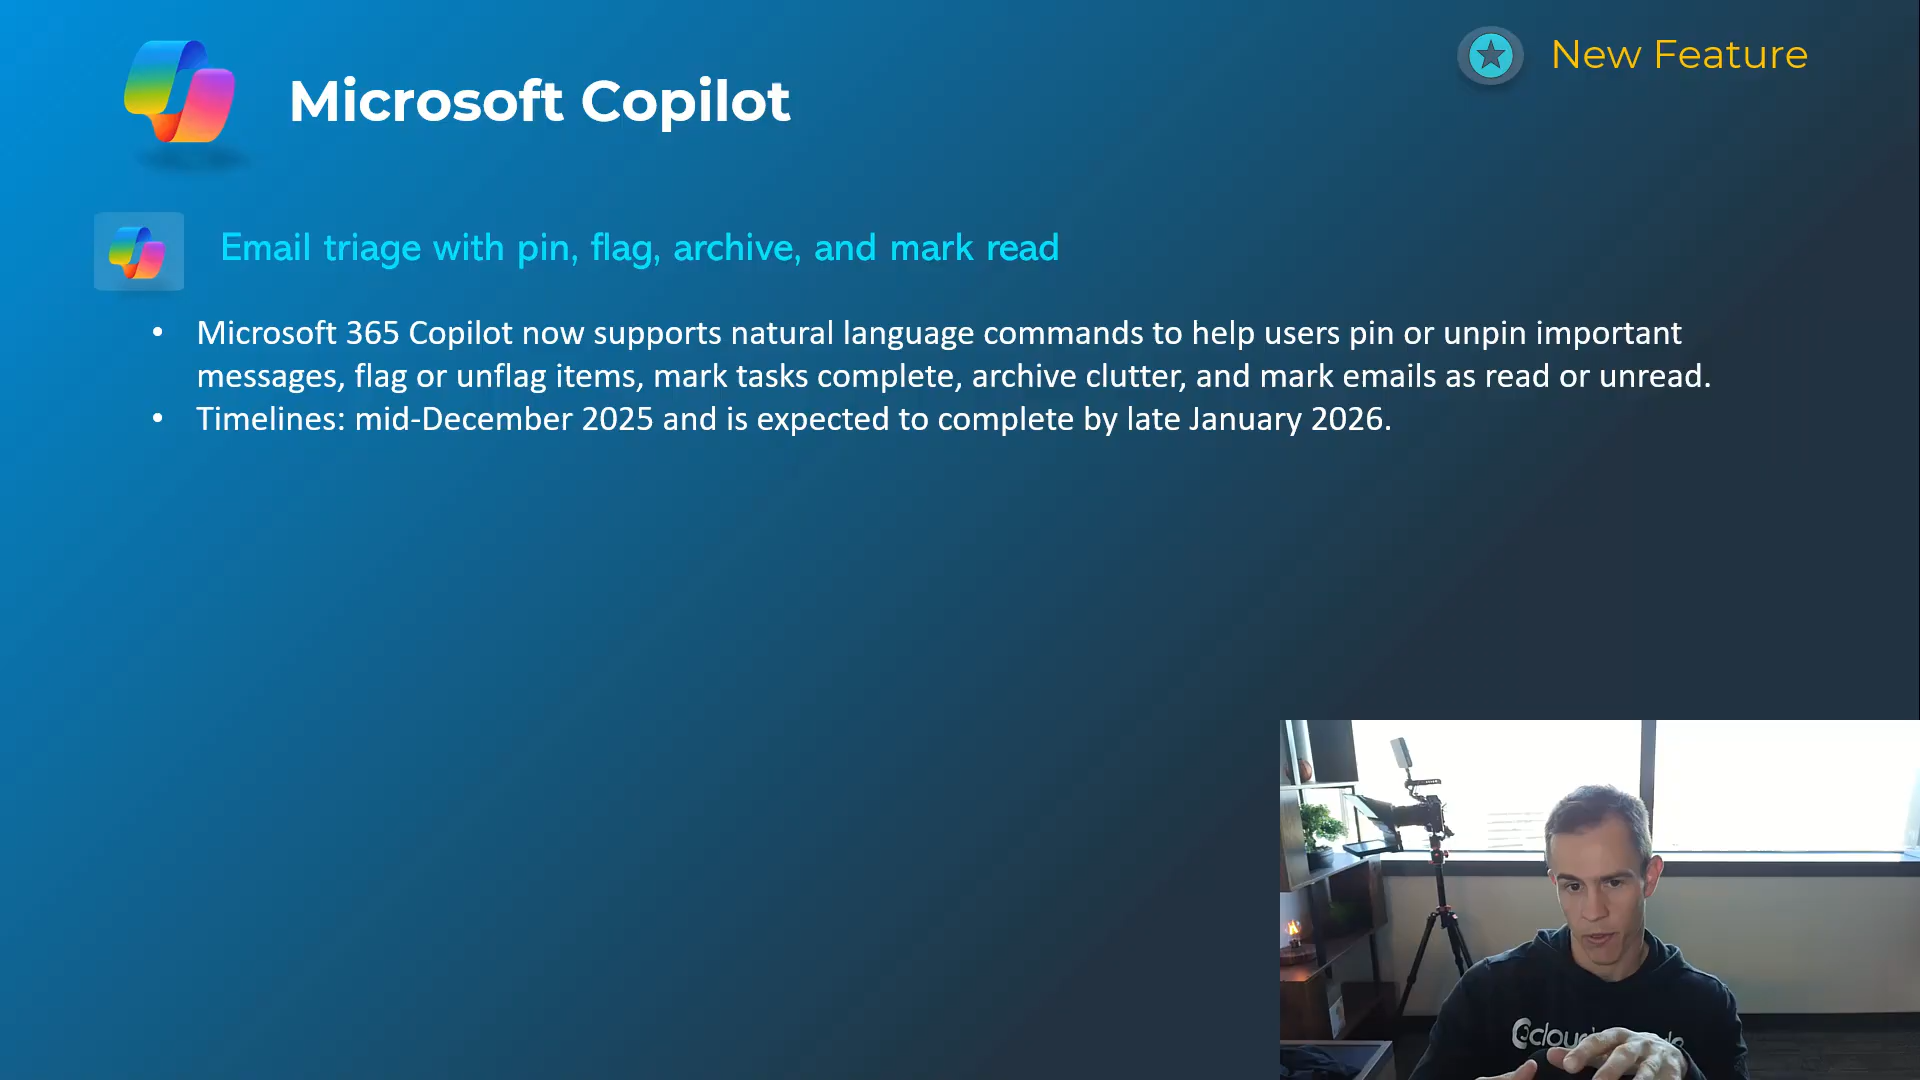 New Feature
Microsoft Copilot
Email triage with pin, flag, archive, and mark read
• Microsoft 365 Copilot now supports natural language commands to help users pin or unpin important
messages, flag or unflag items, mark tasks complete, archive clutter, and mark emails as read or unread.
• Timelines: mid-December 2025 and is expected to complete by late January 2026.